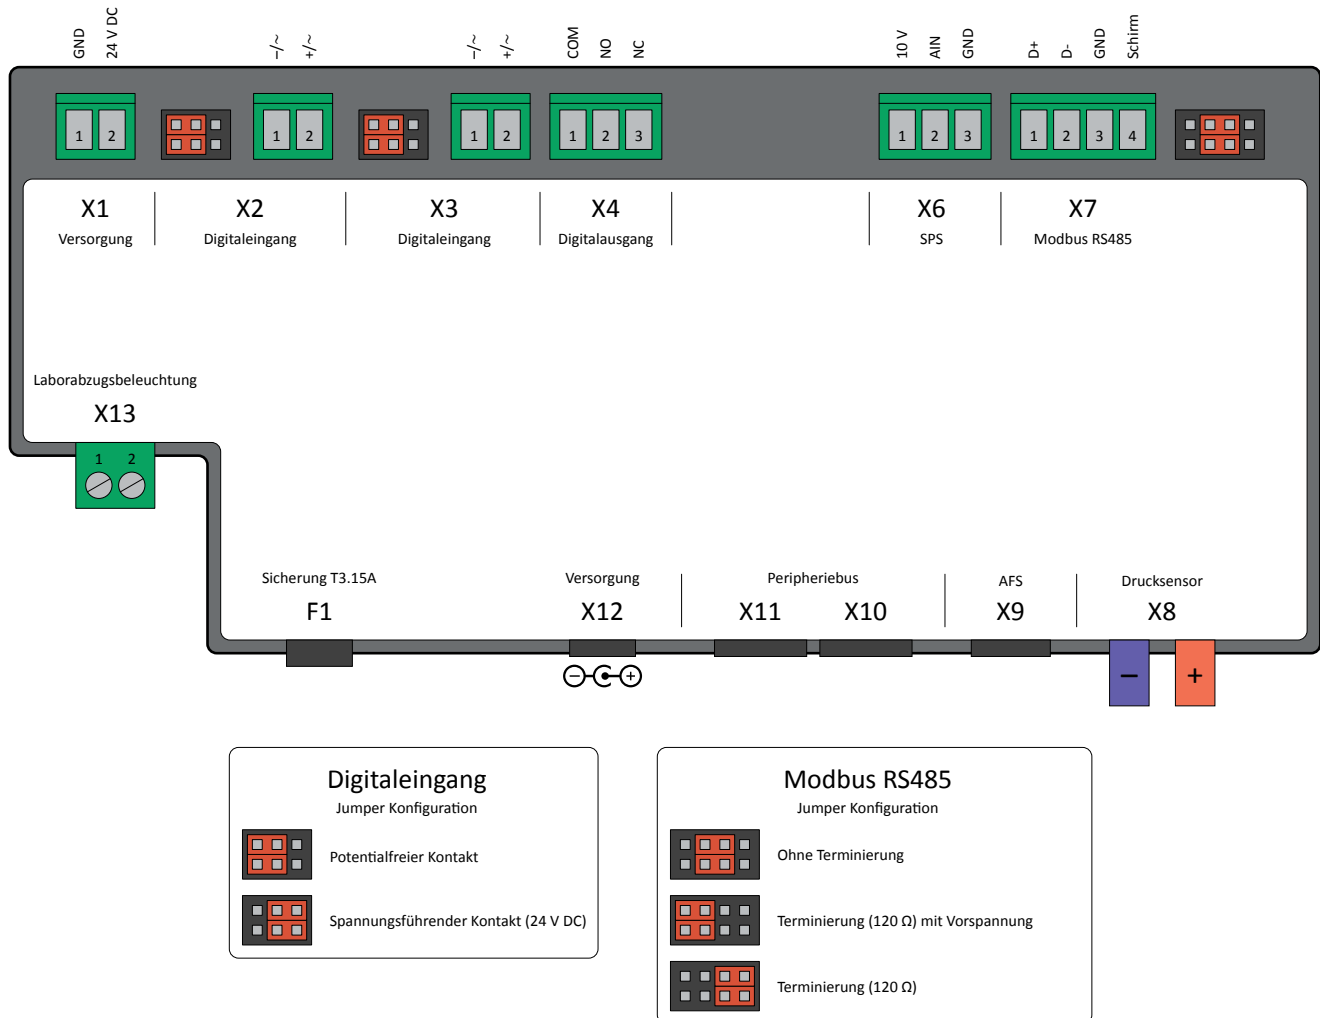 GND 24 V DC −/~ +/~ −/~ +/~ COM NO NC 10 V AIN GND D+ D- GND Schirm
1 2 1 2 1 2 1 2 3 1 2 3 1 2 3 4
X1 X2 X3 X4 X6 X7
Versorgung Digitaleingang Digitaleingang Digitalausgang SPS Modbus RS485
Laborabzugsbeleuchtung
X13
1 2
Sicherung T3.15A Versorgung Peripheriebus AFS Drucksensor
F1 X12 X11 X10 X9 X8
− + − +
Digitaleingang
Jumper Konfiguration
Potentialfreier Kontakt
Spannungsführender Kontakt (24 V DC)
Modbus RS485
Jumper Konfiguration
Ohne Terminierung
Terminierung (120 Ω) mit Vorspannung
Terminierung (120 Ω)